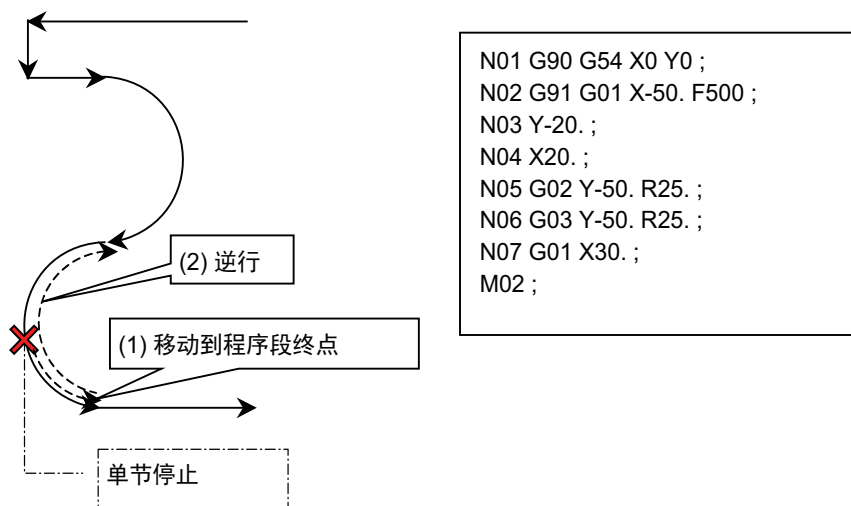 N01 G90 G54 X0 Y0 ;
N02 G91 G01 X-50. F500 ;
N03 Y-20. ;
N04 X20. ;
N05 G02 Y-50. R25. ;
N06 G03 Y-50. R25. ;
N07 G01 X30. ;
M02 ;
(2) 逆行
(1) 移动到程序段终点
单节停止